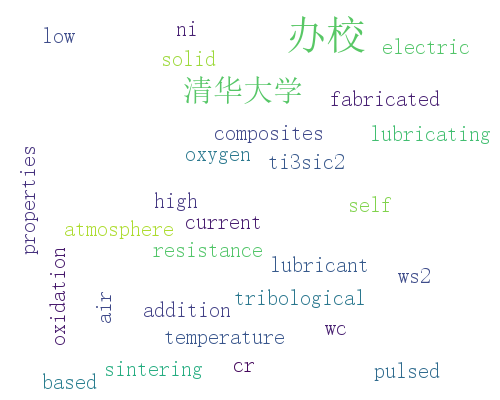 办校
ni
low
electric
solid
清华大学
fabricated
composites
lubricating
oxygen
ti3sic2
properties
high
self
current
atmosphere
resistance
lubricant
ws2
oxidation
air
tribological
addition
wc
temperature
cr
sintering
pulsed
based